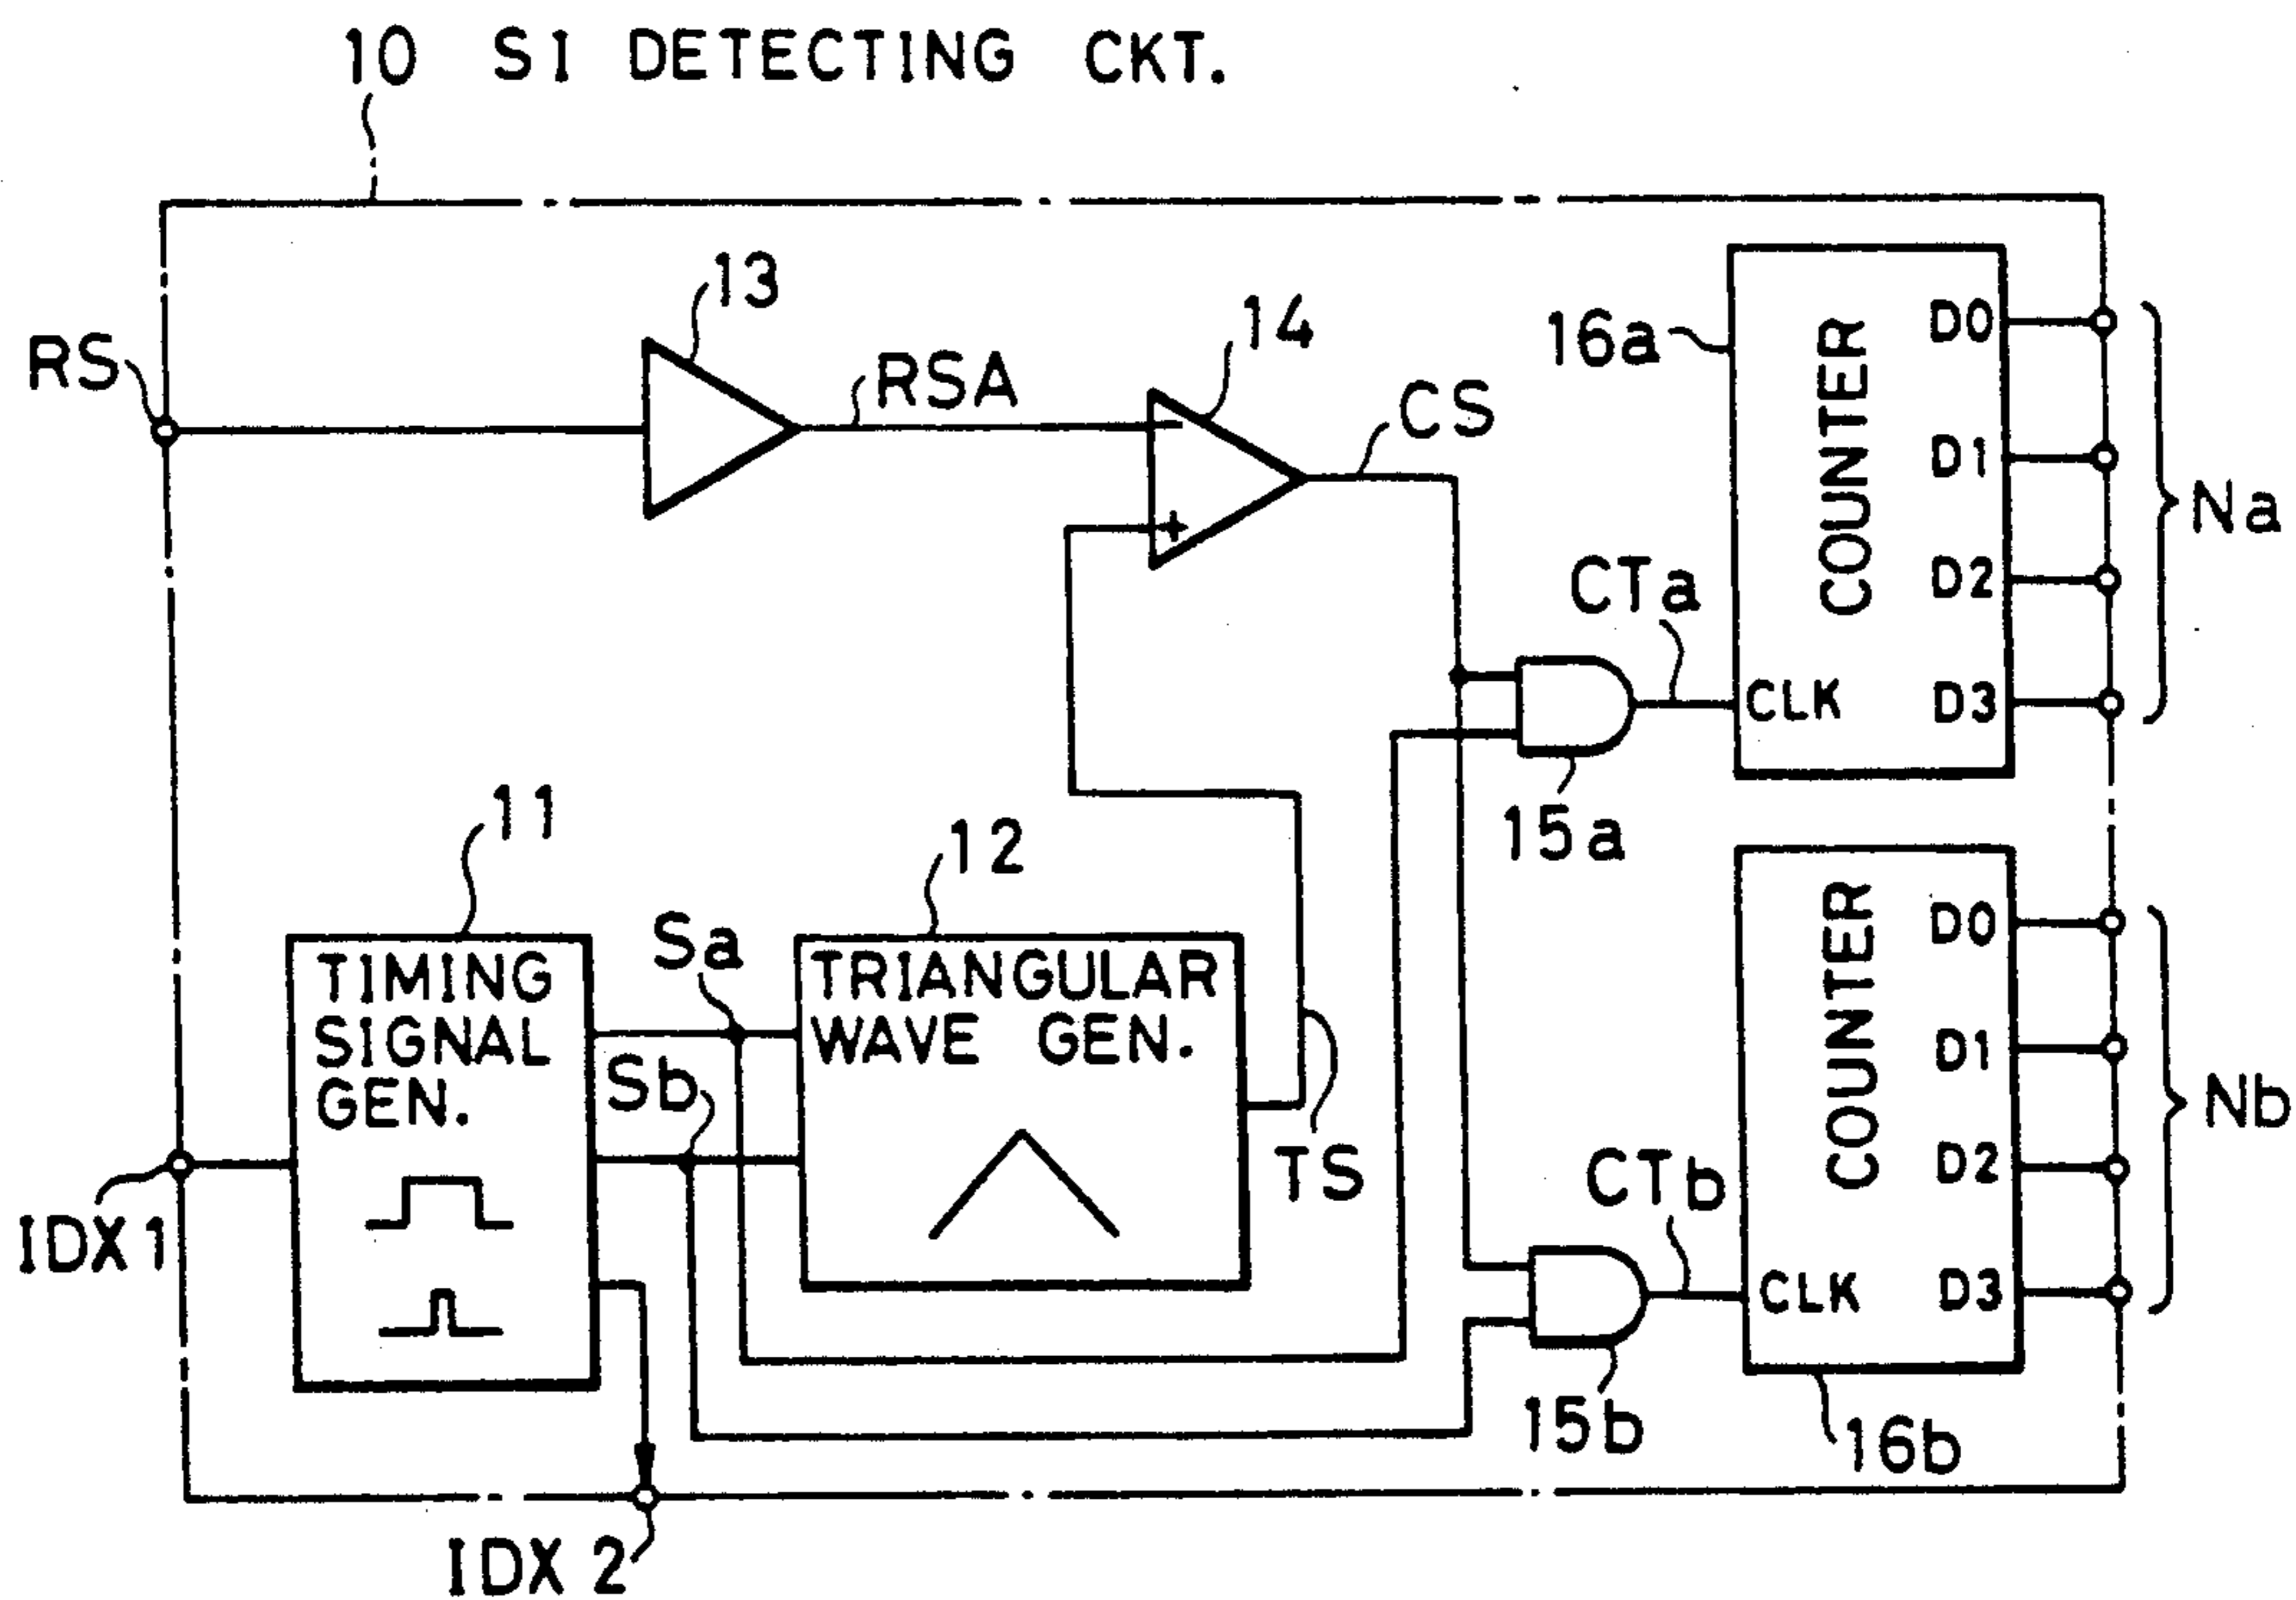 10 SI DETECTING CKT.
13
14
RS
RSA
CS
16a
COUNTER
D0
D1
D2
D3
CLK
Na
CTa
15a
11
12
Sa
Sb
TIMING
SIGNAL
GEN.
TRIANGULAR
WAVE GEN.
TS
IDX1
IDX 2
COUNTER
D0
D1
D2
D3
CLK
Nb
CTb
15b
16b
-
+